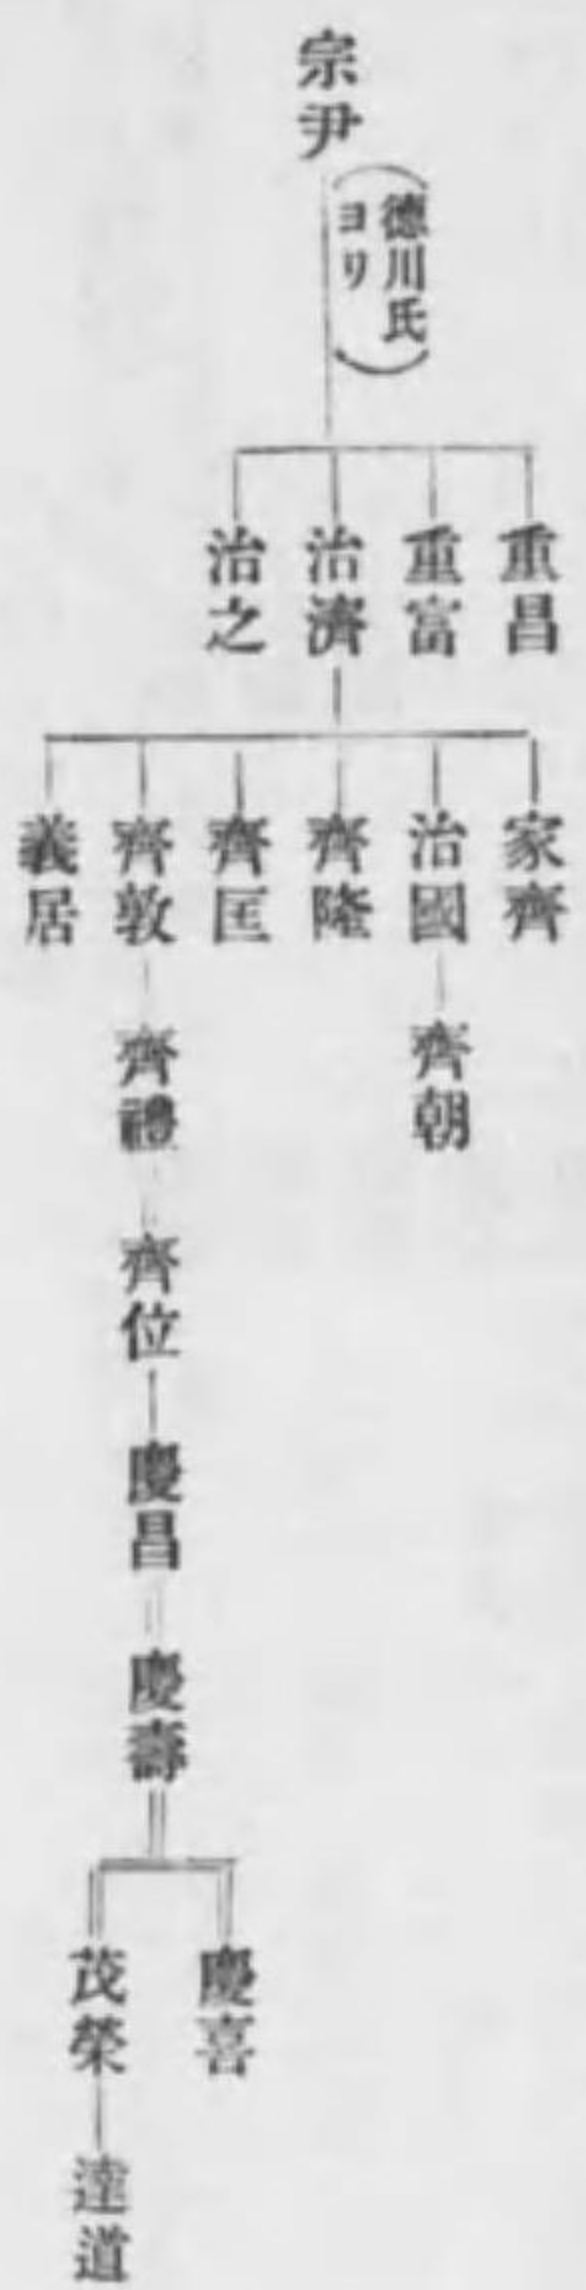 宗尹
(德川氏
ヨリ)
重昌
重富
治濟
治之
家齊
治國
齊隆
齊匡
齊敦
義居
齊朝
齊禮
齊位
慶昌
慶壽
慶喜
茂榮
達道